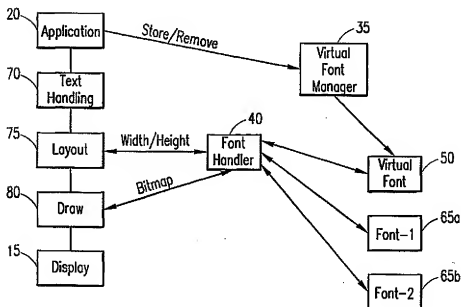 20
Application
Store/Remove
35
Virtual
Font
Manager
70
Text
Handling
75
Layout
Width/Height
40
Font
Handler
50
Virtual
Font
80
Draw
Bitmap
Font-1
65a
15
Display
Font-2
65b